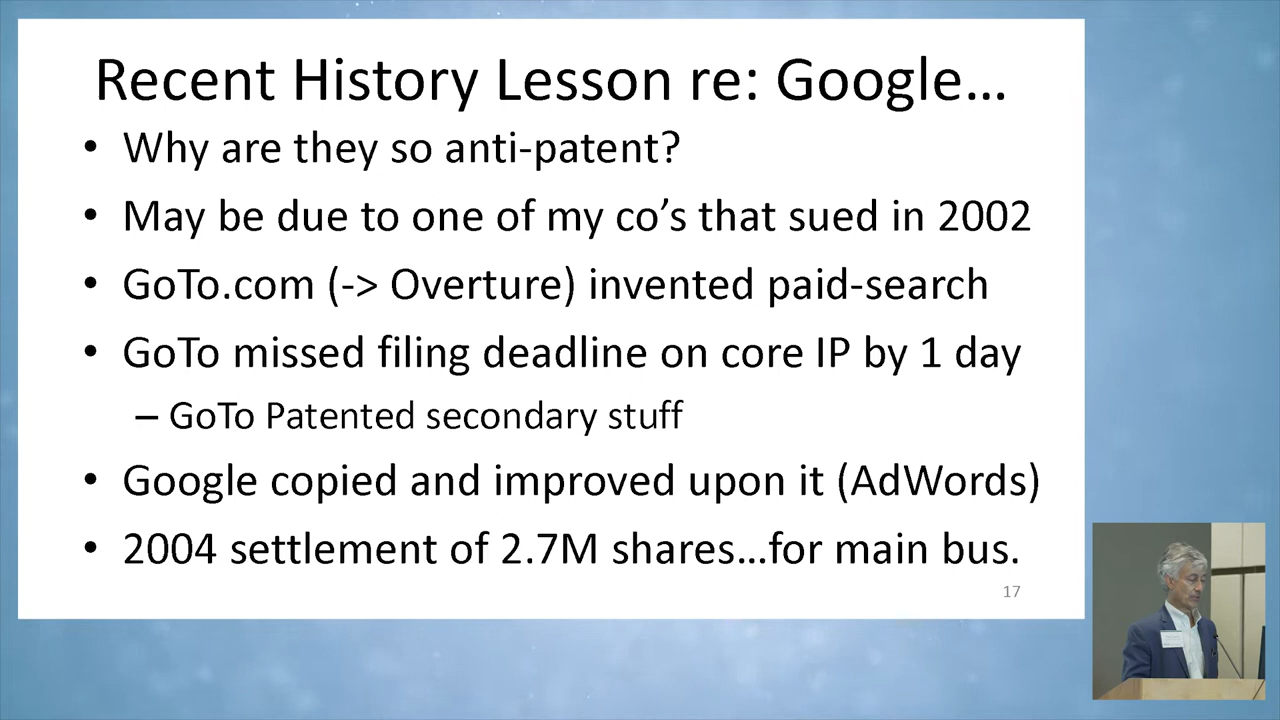 Recent History Lesson re: Google…
• Why are they so anti-patent?
• May be due to one of my co’s that sued in 2002
• GoTo.com (-> Overture) invented paid-search
• GoTo missed filing deadline on core IP by 1 day
– GoTo Patented secondary stuff
• Google copied and improved upon it (AdWords)
• 2004 settlement of 2.7M shares…for main bus.
17